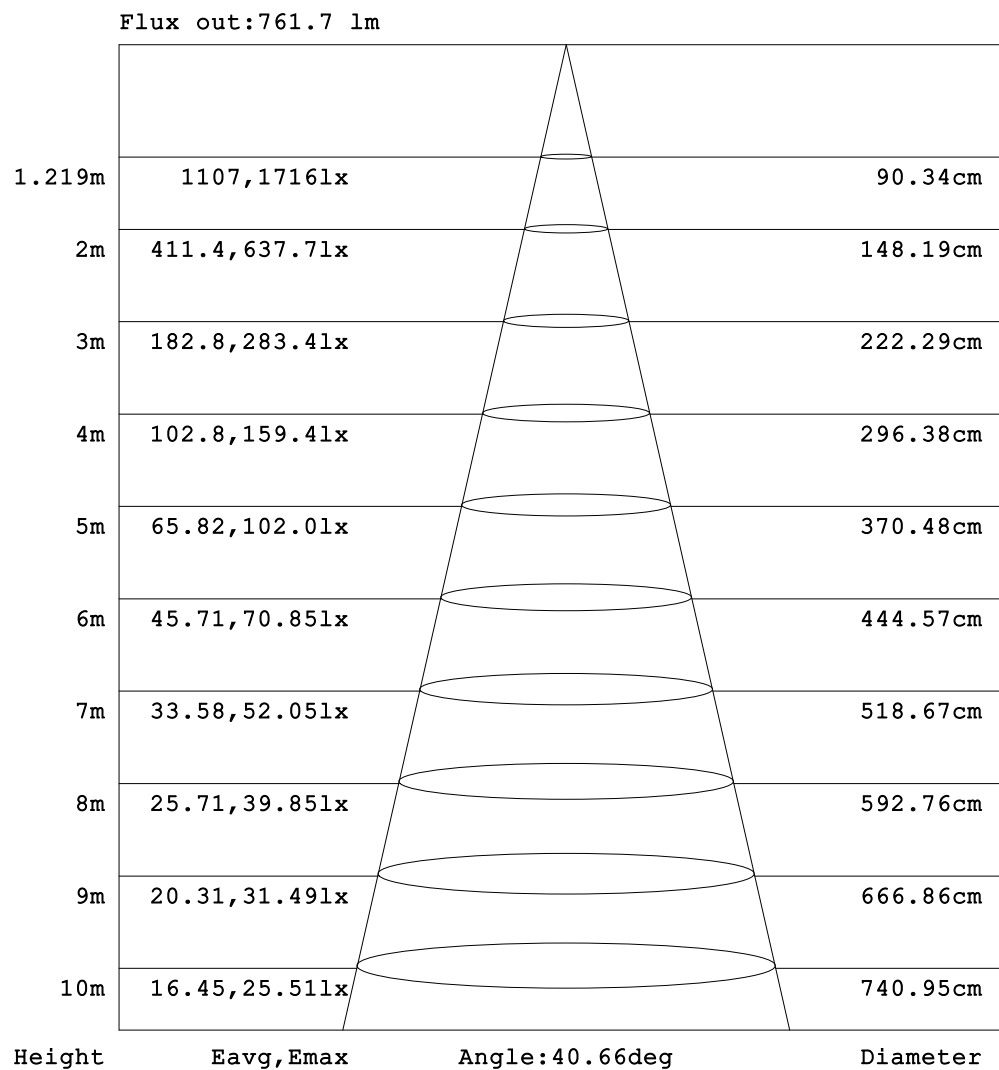 Flux out:761.7 lm
1.219m 1107,1716lx 90.34cm
2m 411.4,637.7lx 148.19cm
3m 182.8,283.4lx 222.29cm
4m 102.8,159.4lx 296.38cm
5m 65.82,102.0lx 370.48cm
6m 45.71,70.85lx 444.57cm
7m 33.58,52.05lx 518.67cm
8m 25.71,39.85lx 592.76cm
9m 20.31,31.49lx 666.86cm
10m 16.45,25.51lx 740.95cm
Height Eavg,Emax Angle:40.66deg Diameter